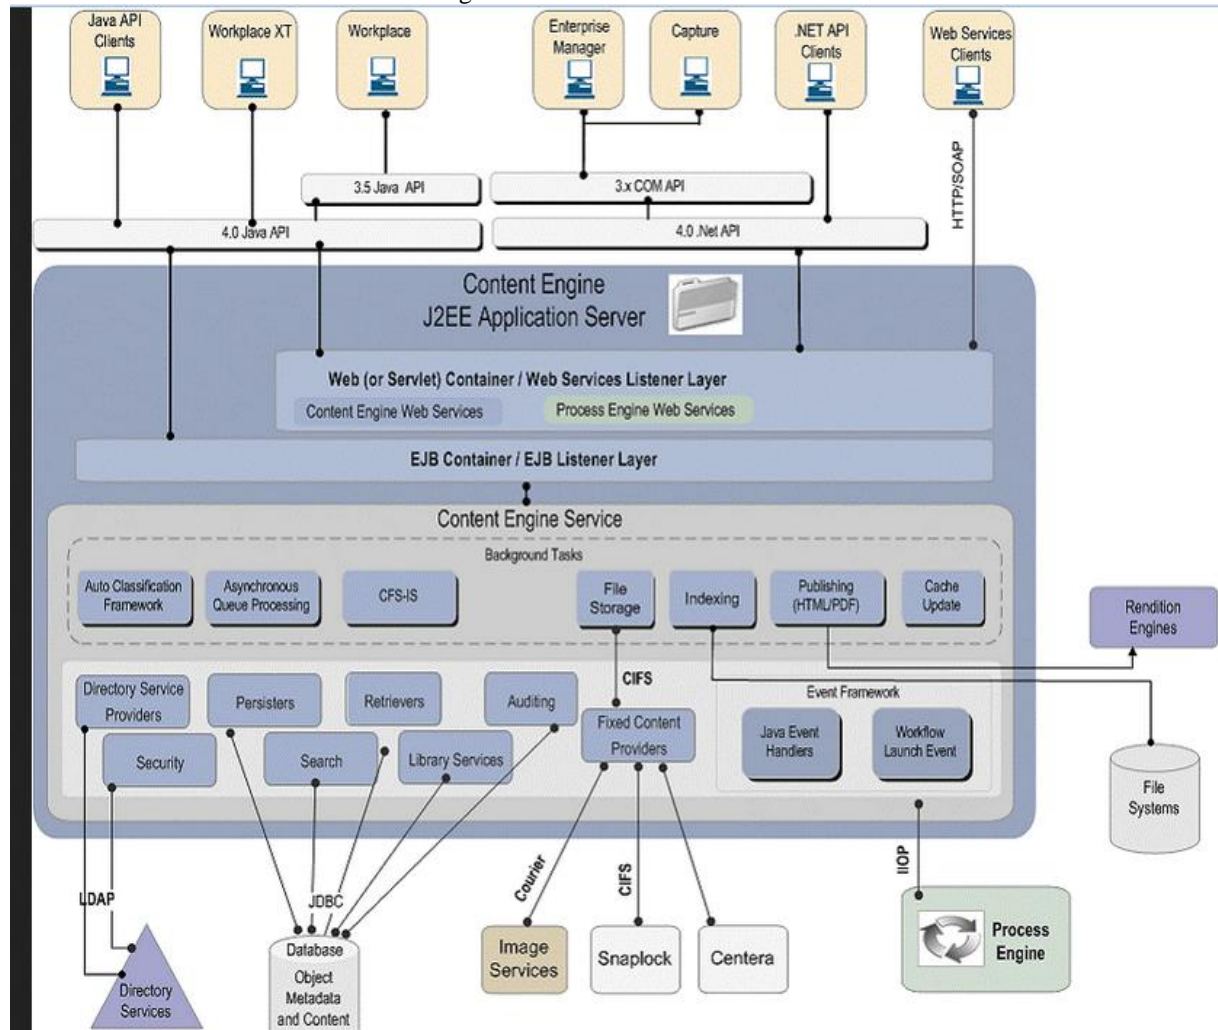 Java API
Clients
Workplace XT
Workplace
Enterprise
Manager
Capture
.NET API
Clients
Web Services
Clients
HTTP/SOAP
3.5 Java API
3.x COM API
4.0 Java API
4.0 .Net API
Content Engine
J2EE Application Server
Web (or Servlet) Container / Web Services Listener Layer
Content Engine Web Services
Process Engine Web Services
EJB Container / EJB Listener Layer
Content Engine Service
Background Tasks
Auto Classification
Framework
Asynchronous
Queue Processing
CFS-IS
File
Storage
Indexing
Publishing
(HTML/PDF)
Cache
Update
Rendition
Engines
CIFS
Directory Service
Providers
Persisters
Retrievers
Auditing
Fixed Content
Providers
Event Framework
Java Event
Handlers
Workflow
Launch Event
Security
Search
Library Services
File
Systems
LDAP
JDBC
Courier
CIFS
IIOP
Directory
Services
Database
Object
Metadata
and Content
Image
Services
Snaplock
Centera
Process
Engine